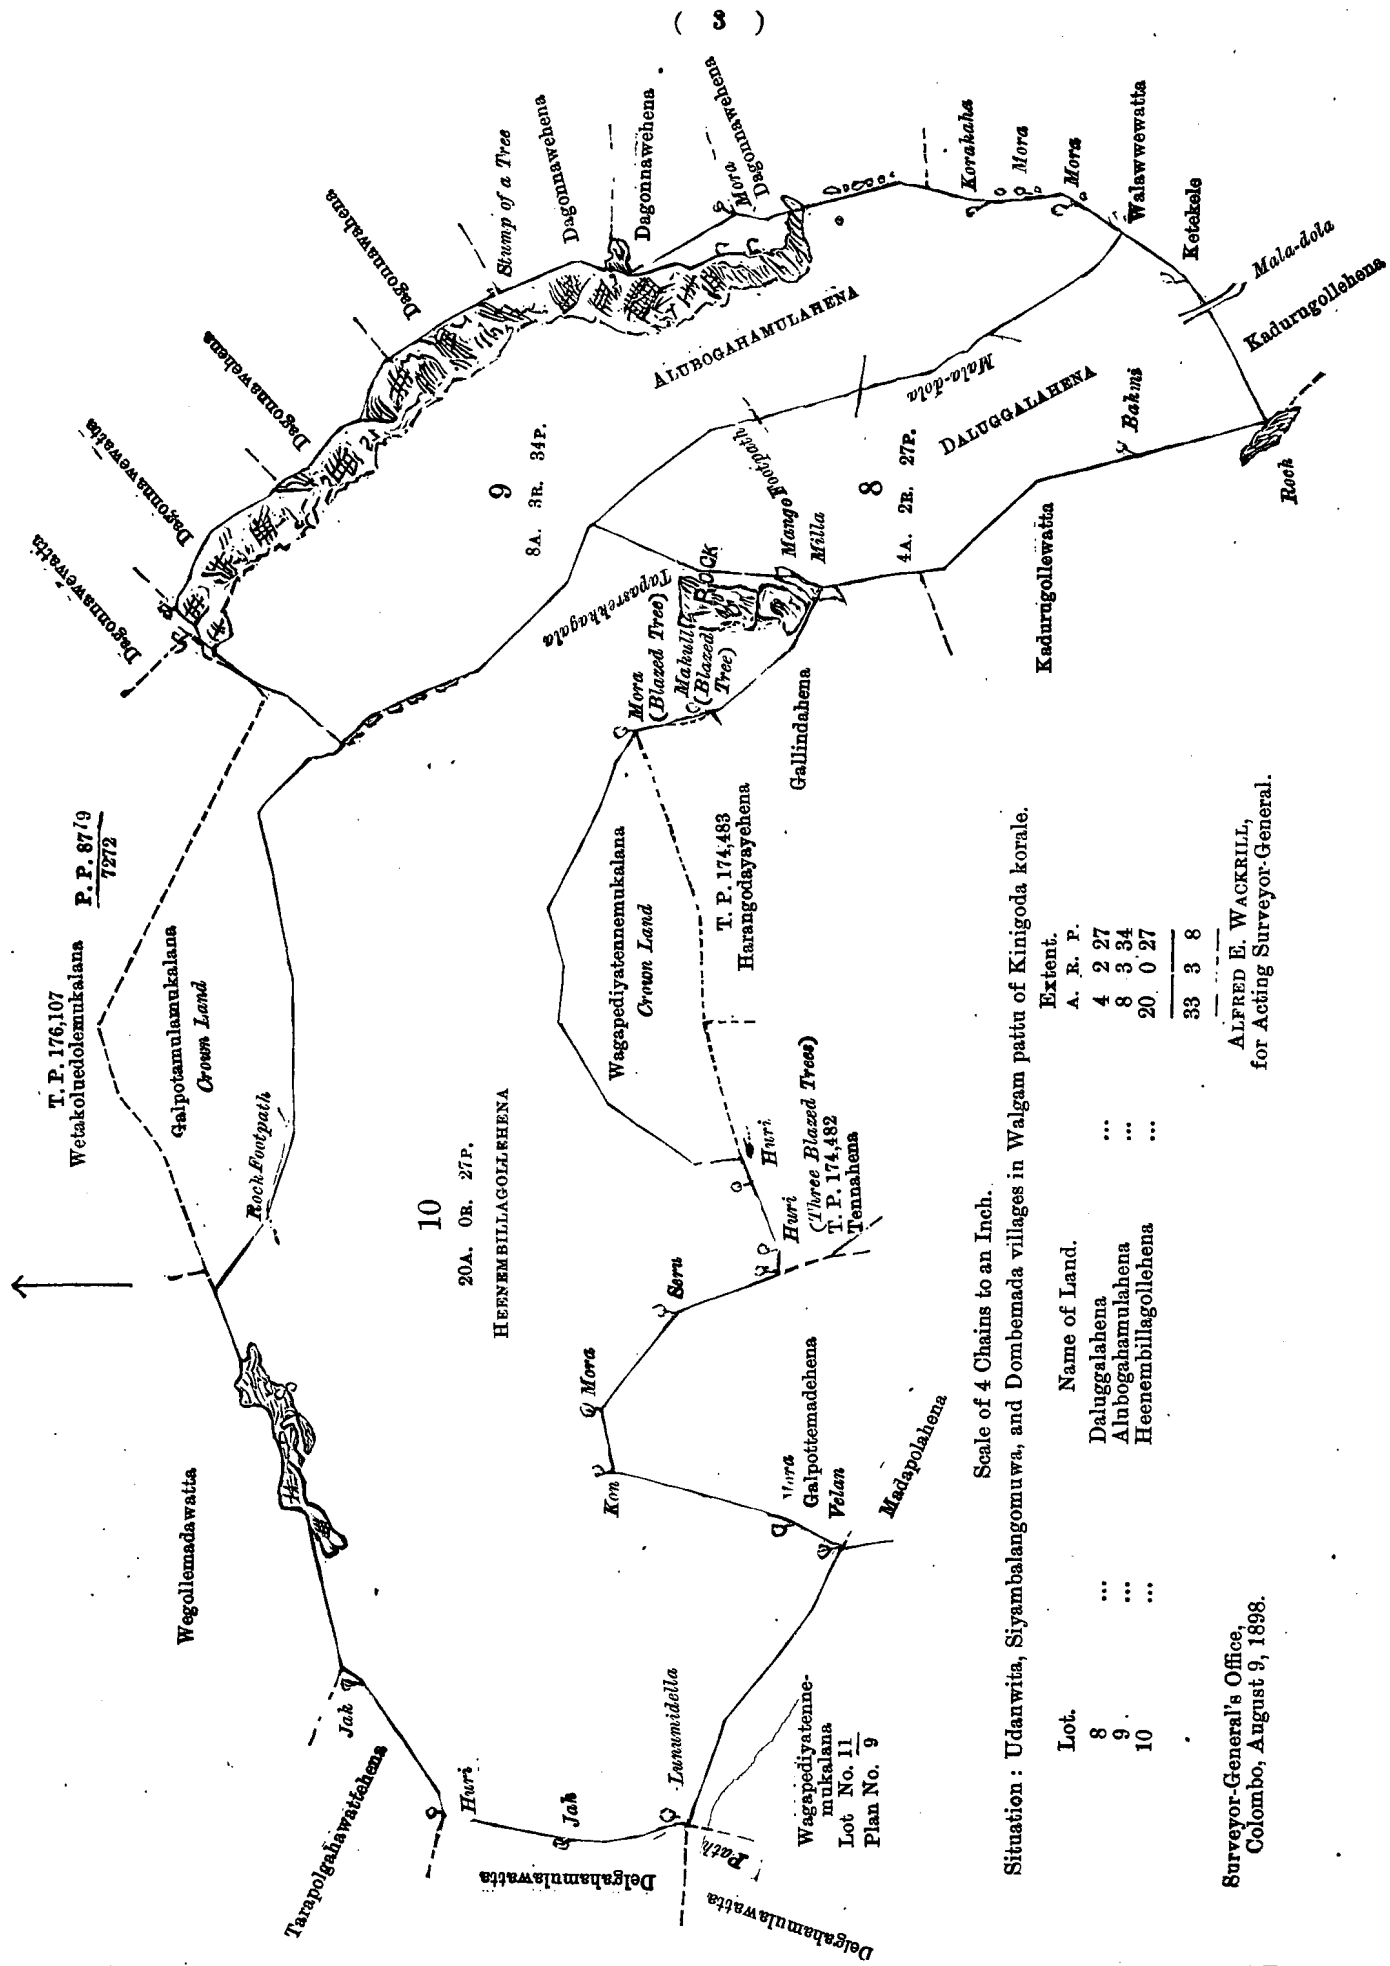 ( 3 )
T. P. 176,107
Wetakoluedolemukalana
P. P. 8779
7272
Galpotamulamukalana
Crown Land
Rock Footpath
Wegollemadawatta
Jak
Tarapolgahawattehena
Huri
Jak
Delgahamulawatta
Lunumidella
Path
Delgahamulawatta
Wagapediyatenne-
mukalana
Lot No. 11
Plan No. 9
10
20A. 0R. 27P.
HEENEMBILLAGOLLEHENA
Kon
Mora
Seru
Mora
Galpottemadehena
Velan
Madapolahena
Huri
(Three Blazed Trees)
T. P. 174,482
Tennahena
Huri
Wagapediyatennemukalana
Crown Land
T. P. 174,483
Harangodayayehena
Mora
(Blazed Tree)
Makull
(Blazed
Tree)
Gallindahena
Tapasrekhagala
ROCK
Dagonnawewatta
Dagonnawewatta
Dagonnawehena
Dagonnawahena
Stump of a Tree
Dagonnawehena
Dagonnawehena
Mora
Dagonnawehena
9
8A. 3R. 34P.
ALUBOGAHAMULAHENA
Footpath
Mango
Milla
Mala-dola
8
4A. 2R. 27P.
DALUGGALAHENA
Korakaha
Mora
Mora
Walawwewatta
Ketekele
Mala-dola
Kadurugollehena
Bakmi
Rock
Kadurugollewatta
Scale of 4 Chains to an Inch.
Situation : Udanwita, Siyambalangomuwa, and Dombemada villages in Walgam pattu of Kinigoda korale.
Lot. Name of Land. Extent.
A. R. P.
8 ... Daluggalahena ... 4 2 27
9 ... Alubogahamulahena ... 8 3 34
10 ... Heenembillagollehena ... 20 0 27
33 3 8
Surveyor-General's Office,
Colombo, August 9, 1898.
ALFRED E. WACKRILL,
for Acting Surveyor-General.